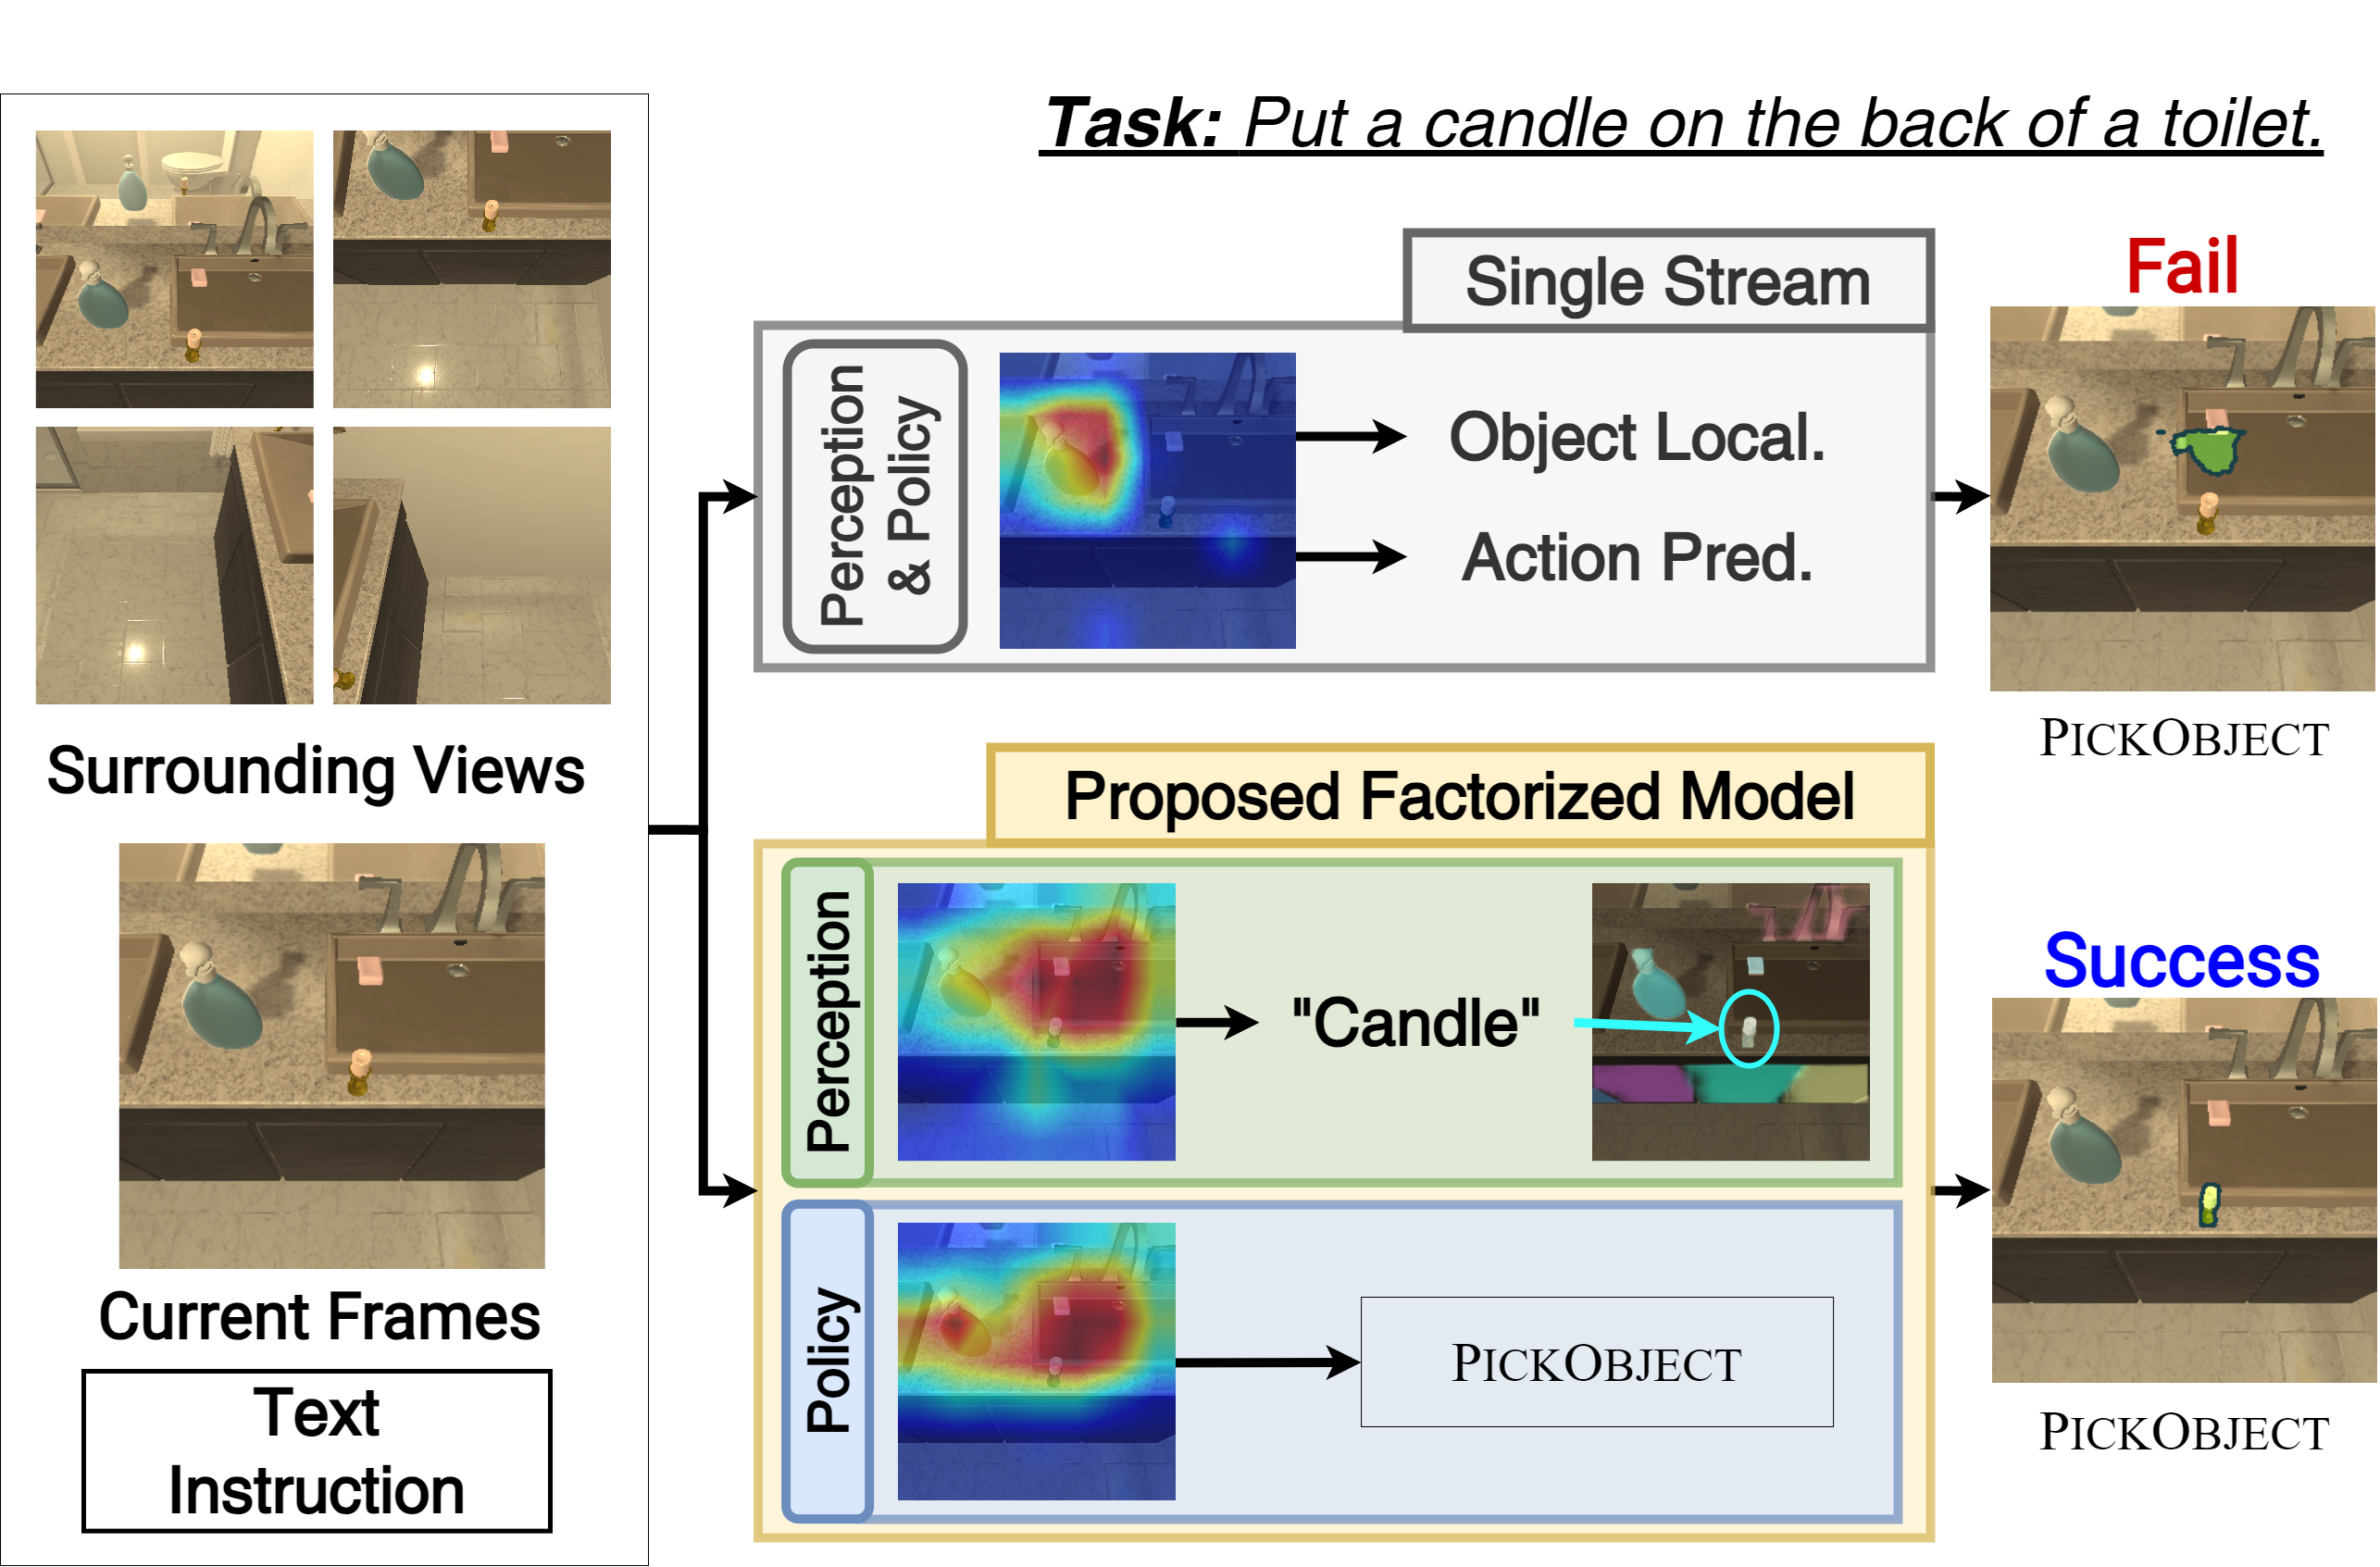 Task: Put a candle on the back of a toilet.
Surrounding Views
Current Frames
Text
Instruction
Single Stream
Perception
& Policy
Object Local.
Action Pred.
Fail
PICKOBJECT
Proposed Factorized Model
Perception
"Candle"
Policy
PICKOBJECT
Success
PICKOBJECT